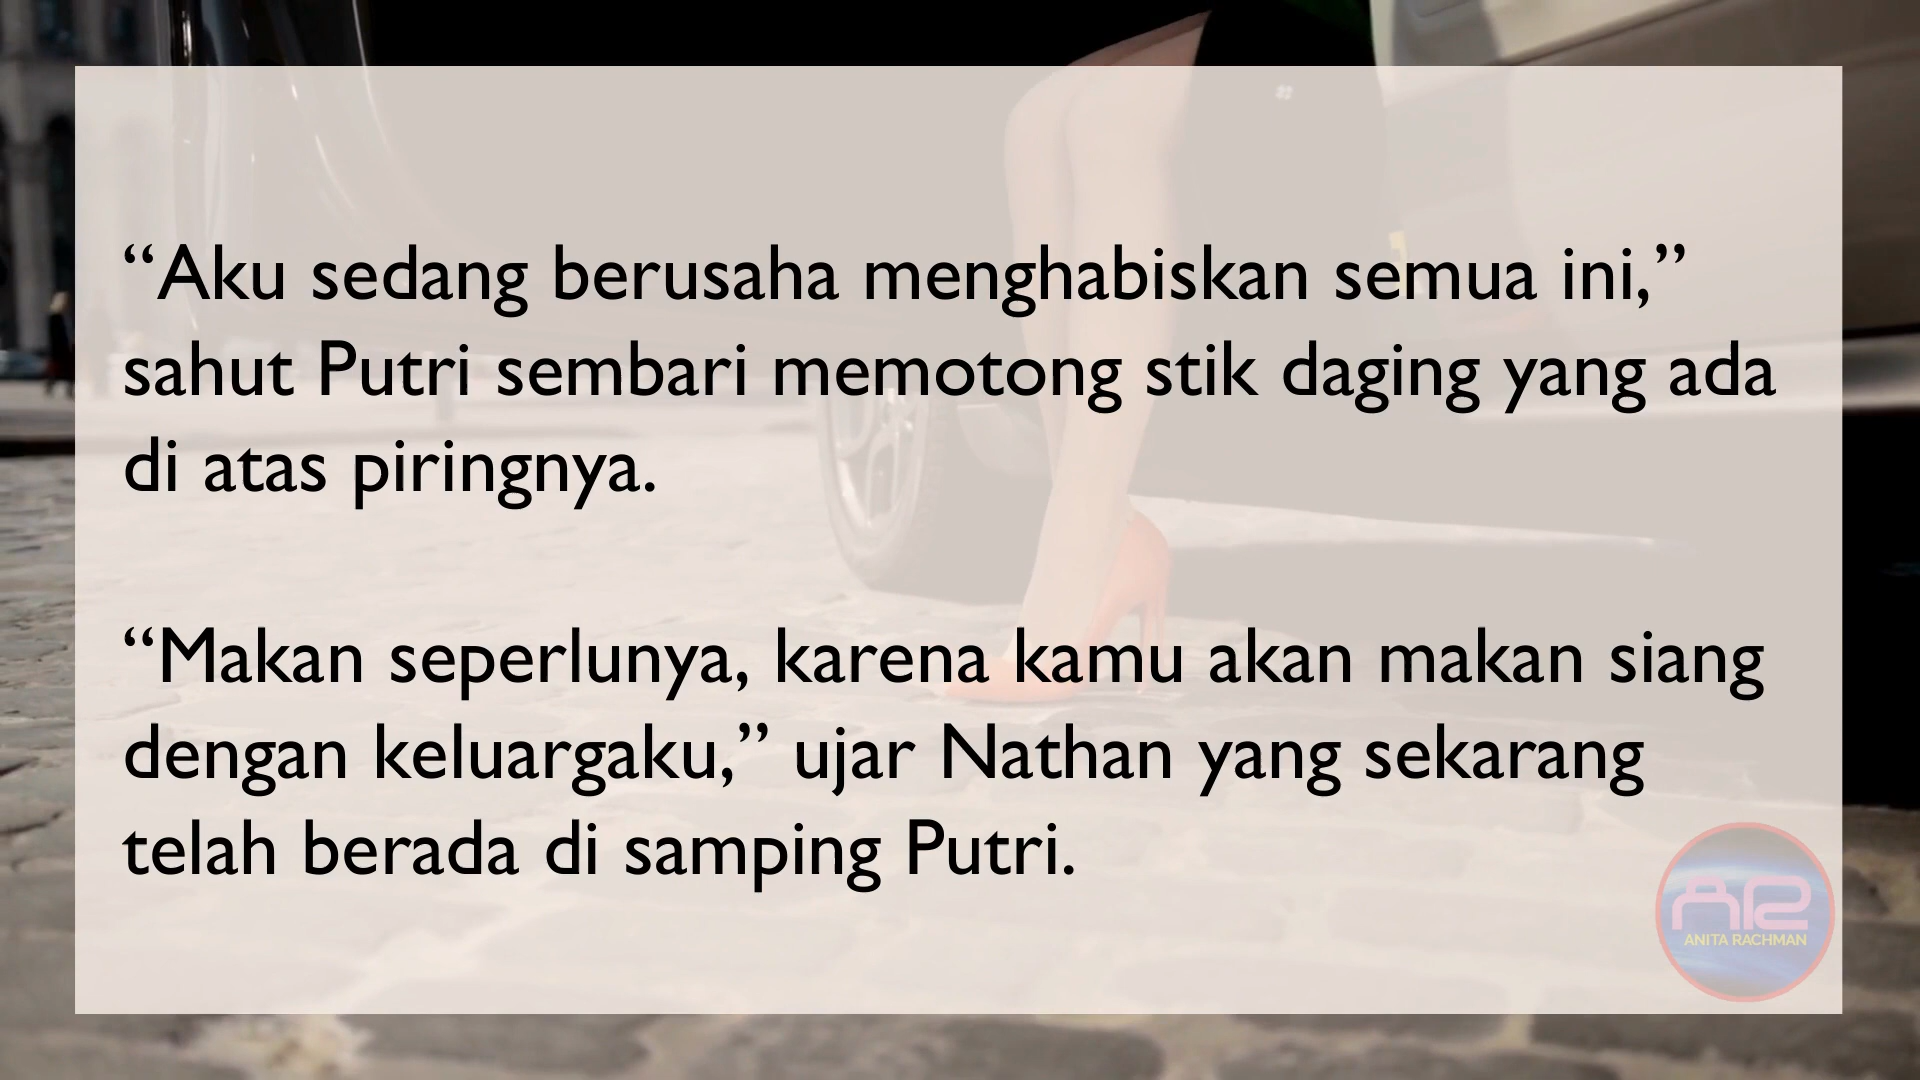 “Aku sedang berusaha menghabiskan semua ini,”
sahut Putri sembari memotong stik daging yang ada
di atas piringnya.
“Makan seperlunya, karena kamu akan makan siang
dengan keluargaku,” ujar Nathan yang sekarang
telah berada di samping Putri.
AR
ANITA RACHMAN